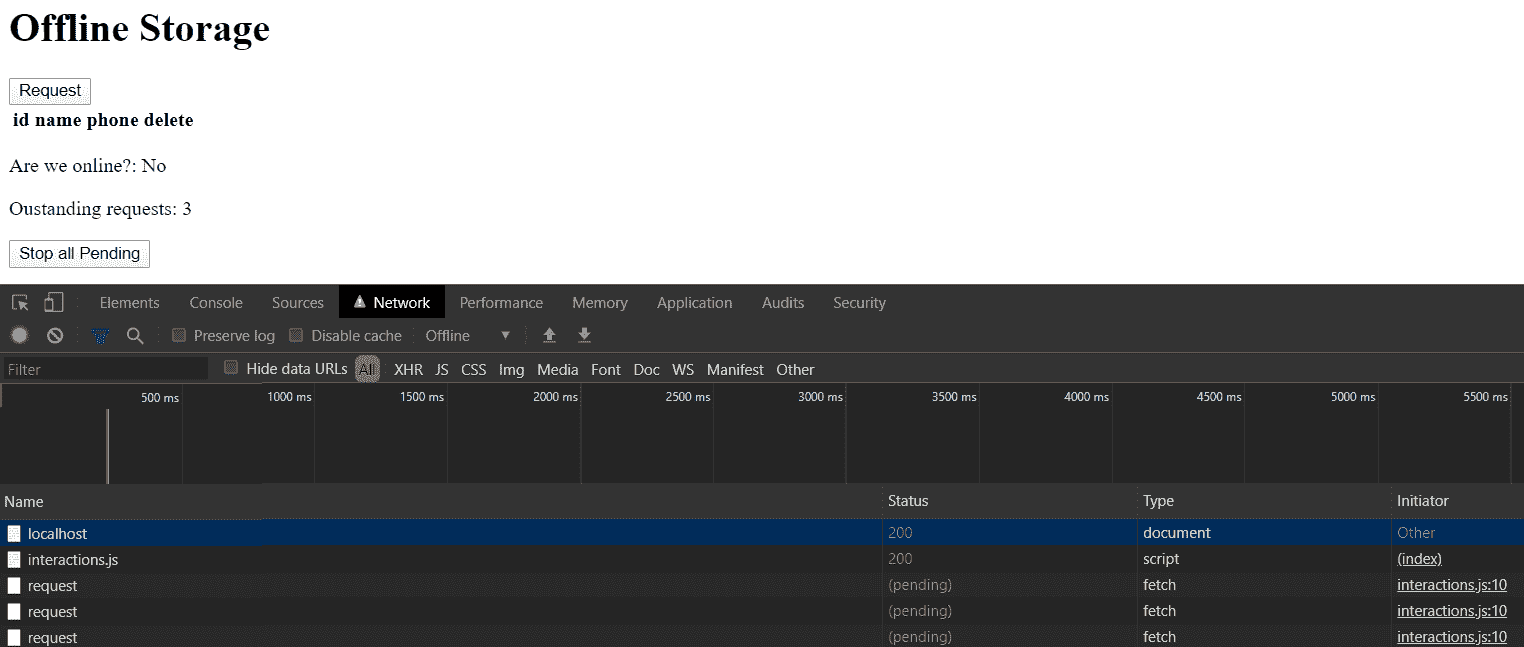 Offline Storage
Request
id name phone delete
Are we online?: No
Oustanding requests: 3
Stop all Pending
Elements Console Sources Network Performance Memory Application Audits Security
Preserve log Disable cache Offline
Filter Hide data URLs All XHR JS CSS Img Media Font Doc WS Manifest Other
500 ms 1000 ms 1500 ms 2000 ms 2500 ms 3000 ms 3500 ms 4000 ms 4500 ms 5000 ms 5500 ms
Name Status Type Initiator
localhost 200 document Other
interactions.js 200 script (index)
request (pending) fetch interactions.js:10
request (pending) fetch interactions.js:10
request (pending) fetch interactions.js:10